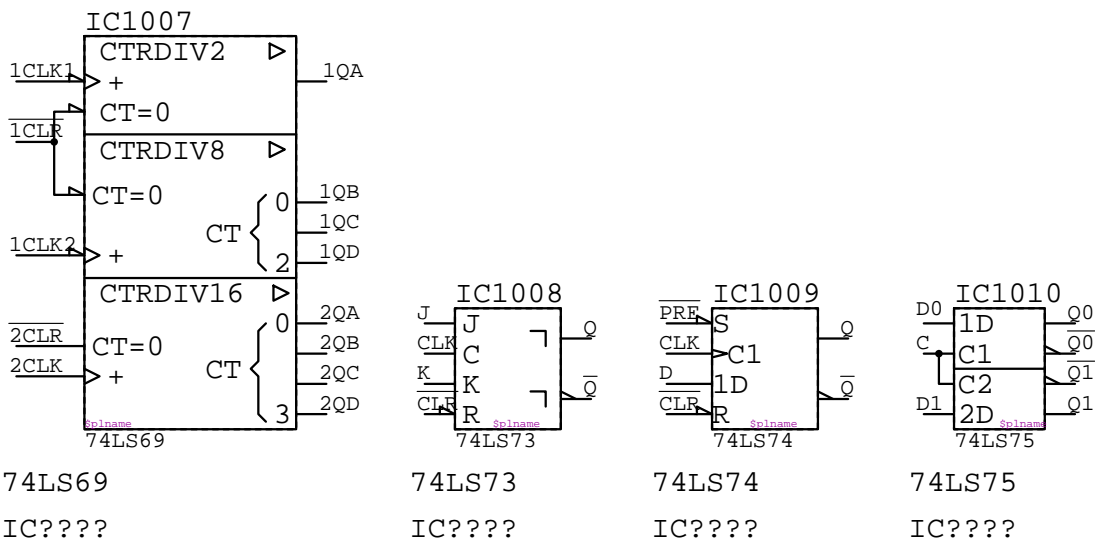 IC1007
CTRDIV2
1CLK1
+
1QA
CT=0
1CLR
CTRDIV8
CT=0
0
1QB
CT
1QC
1CLK2
+
2
1QD
CTRDIV16
0
2QA
2CLR
CT=0
2QB
2CLK
+
CT
2QC
3
2QD
$plname
74LS69
74LS69
IC????
IC1008
J
J
Q
CLK
C
K
K
Q
CLR
R
$plname
74LS73
74LS73
IC????
IC1009
PRE
S
Q
CLK
C1
D
1D
Q
CLR
R
$plname
74LS74
74LS74
IC????
IC1010
D0
1D
Q0
C
C1
Q0
C2
Q1
D1
2D
Q1
$plname
74LS75
74LS75
IC????